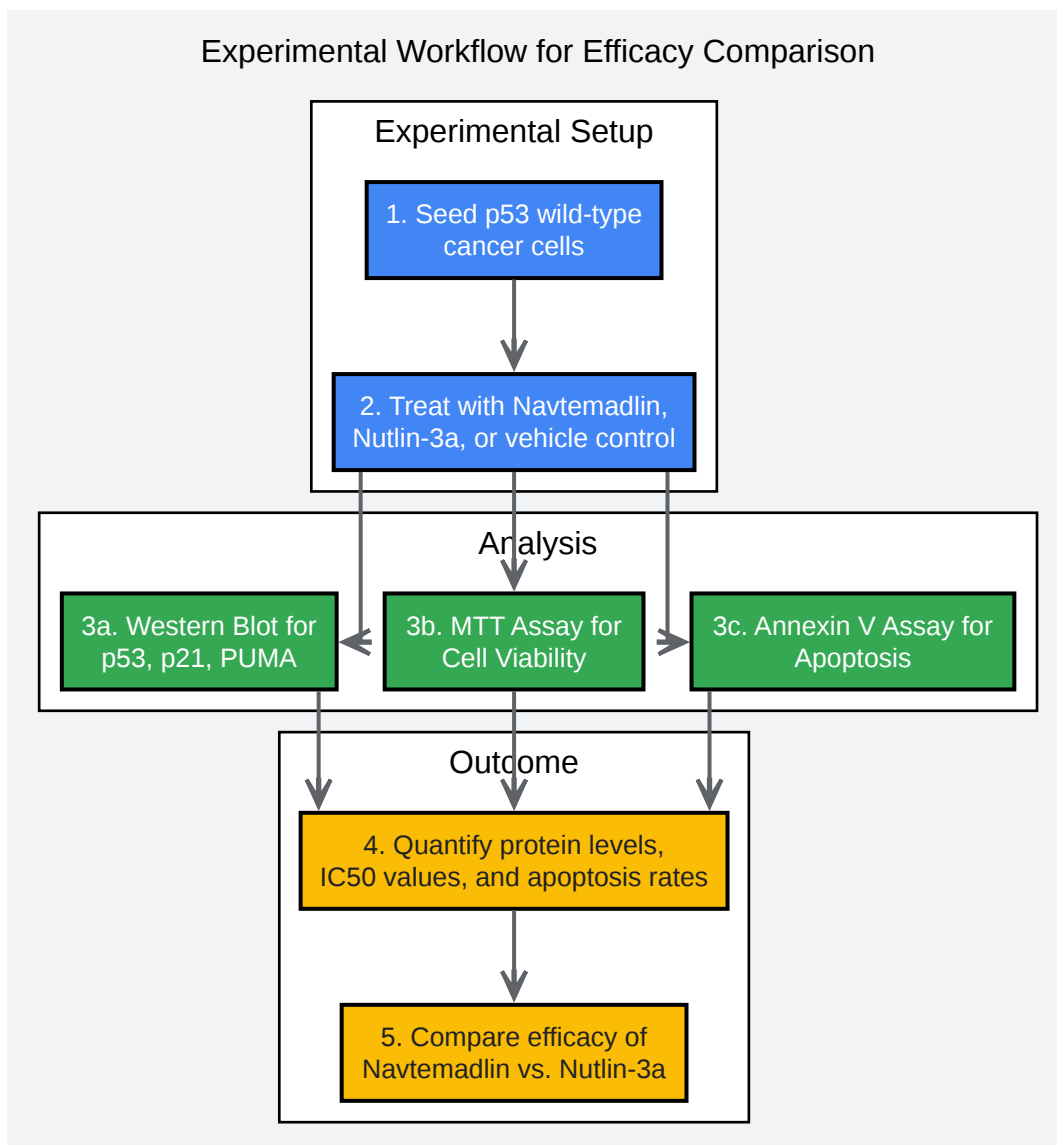 Experimental Workflow for Efficacy Comparison
Experimental Setup
1. Seed p53 wild-type
cancer cells
2. Treat with Navtemadlin,
Nutlin-3a, or vehicle control
Analysis
3a. Western Blot for
p53, p21, PUMA
3b. MTT Assay for
Cell Viability
3c. Annexin V Assay for
Apoptosis
Outcome
4. Quantify protein levels,
IC50 values, and apoptosis rates
5. Compare efficacy of
Navtemadlin vs. Nutlin-3a